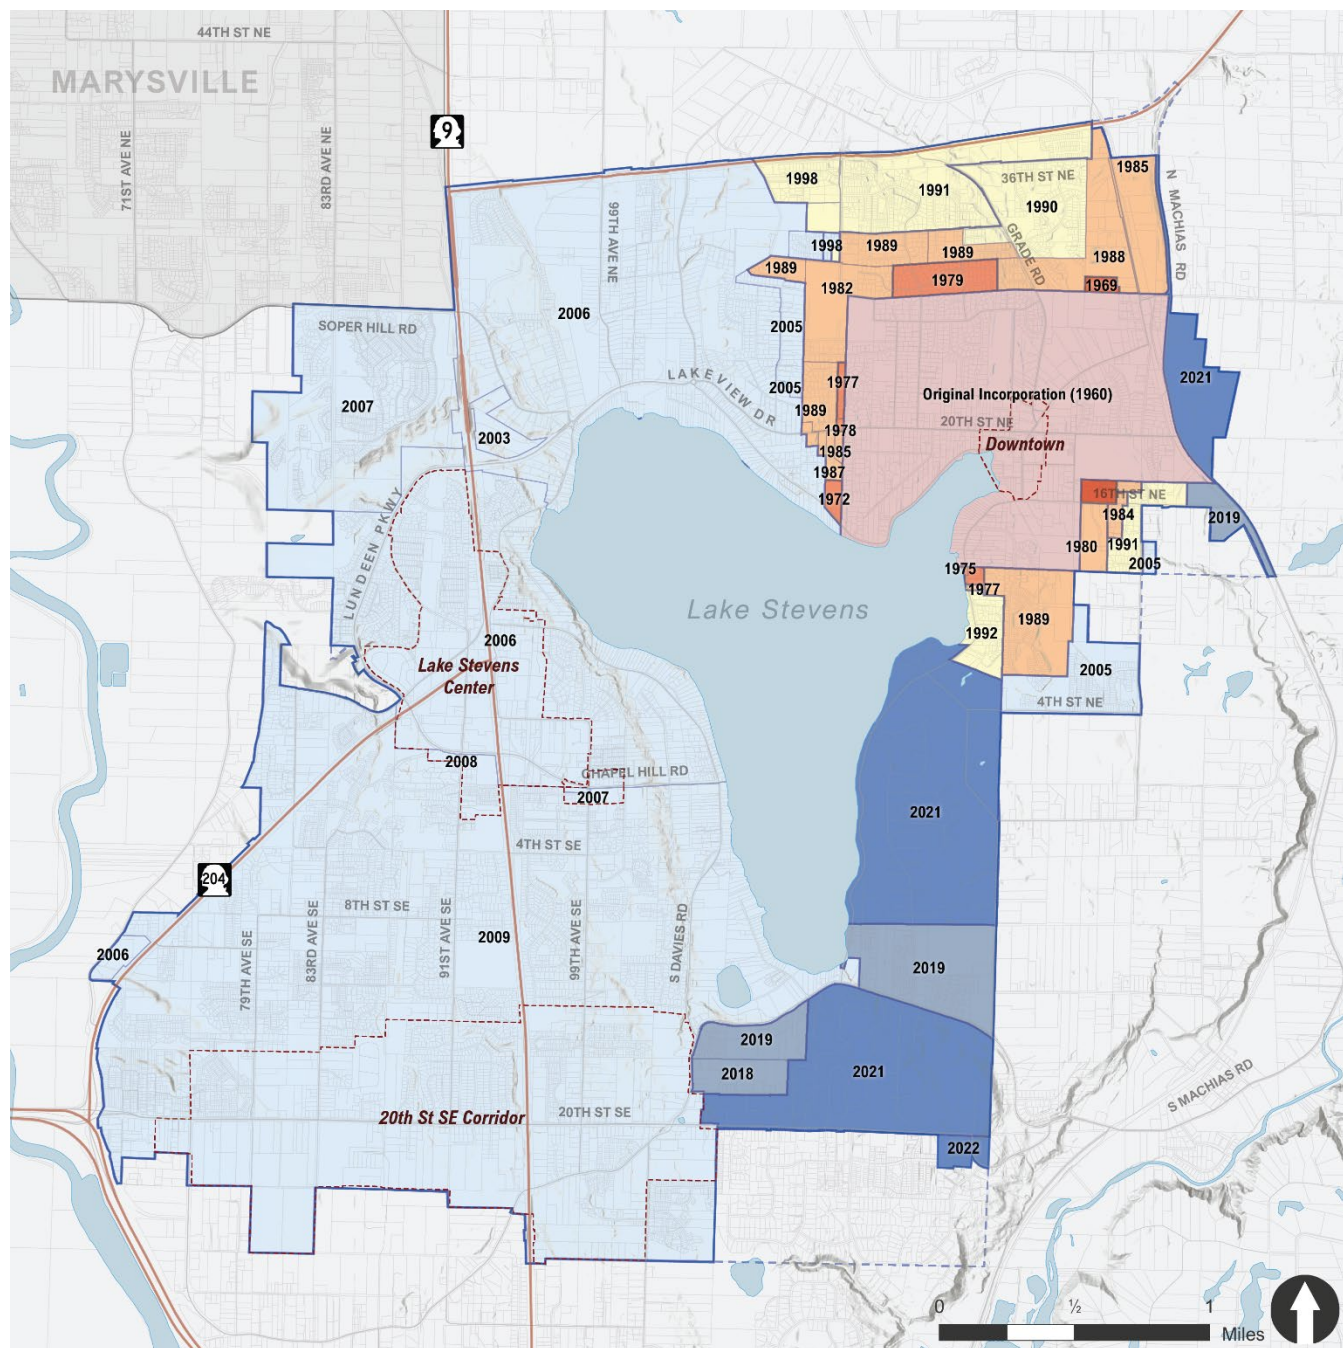 44TH ST NE
MARYSVILLE
71ST AVE NE
83RD AVE NE
9
1998
1991
36TH ST NE
1990
1985
N MACHIAS RD
99TH AVE NE
1998
1989
1989
GRADE RD
1988
1989
1982
1979
1969
2006
SOPER HILL RD
2005
LAKEVIEW DR
2007
2005
1977
2021
1989
Original Incorporation (1960)
20TH ST NE
2003
1978
Downtown
1985
1987
1972
16TH ST NE
LUNDEEN PKWY
1984
2019
1980
1991
2005
1975
1977
Lake Stevens
1989
1992
2006
Lake Stevens
Center
2005
4TH ST NE
2008
CHAPEL HILL RD
2007
2021
4TH ST SE
204
8TH ST SE
79TH AVE SE
83RD AVE SE
91ST AVE SE
2009
99TH AVE SE
S DAVIES RD
2006
2019
2019
2018
2021
S MACHIAS RD
20th St SE Corridor
20TH ST SE
2022
0
½
1
Miles